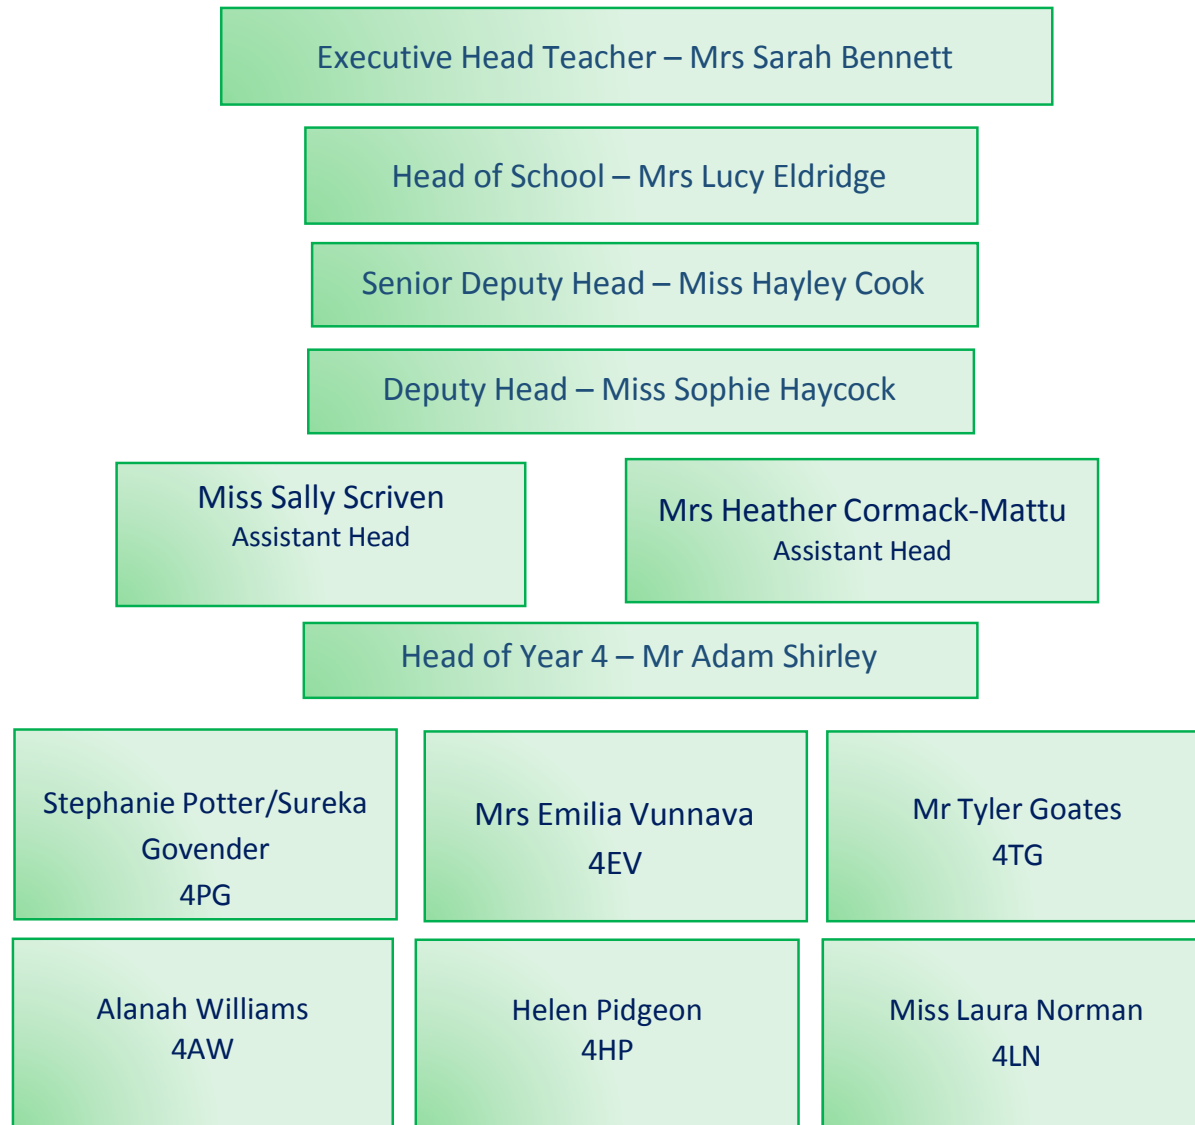 Executive Head Teacher – Mrs Sarah Bennett
Head of School – Mrs Lucy Eldridge
Senior Deputy Head – Miss Hayley Cook
Deputy Head – Miss Sophie Haycock
Miss Sally Scriven
Assistant Head
Mrs Heather Cormack-Mattu
Assistant Head
Head of Year 4 – Mr Adam Shirley
Stephanie Potter/Sureka
Govender
4PG
Mrs Emilia Vunnava
4EV
Mr Tyler Goates
4TG
Alanah Williams
4AW
Helen Pidgeon
4HP
Miss Laura Norman
4LN